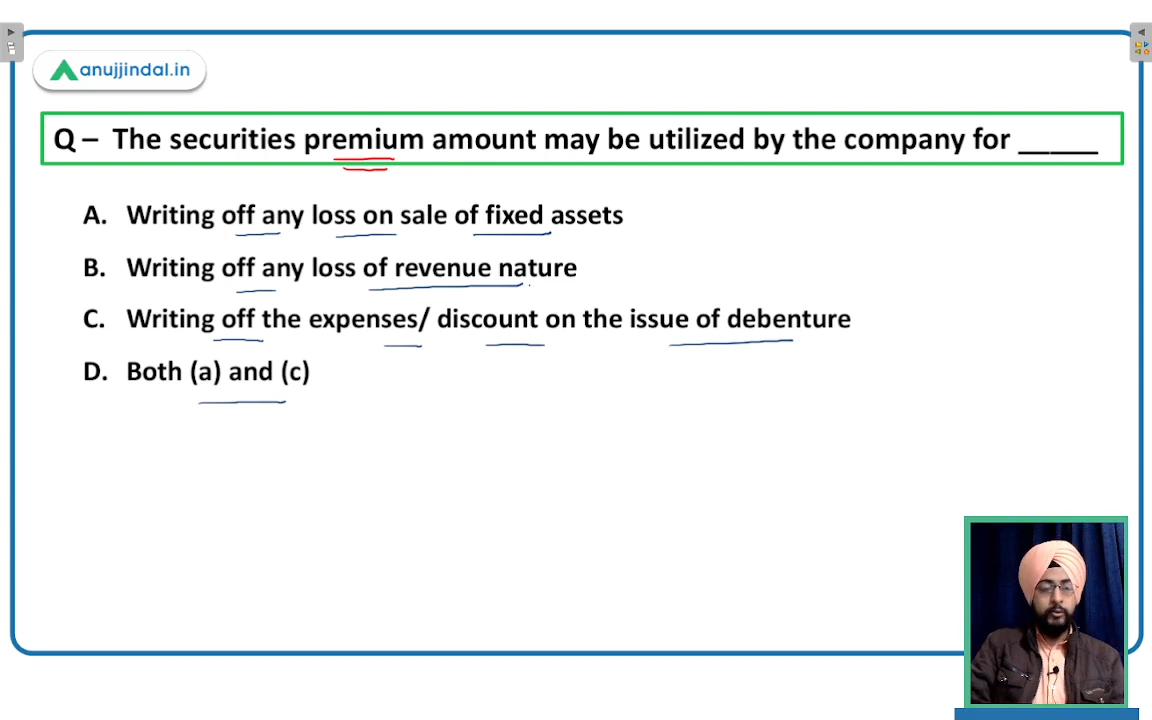 anujjindal.in
Q – The securities premium amount may be utilized by the company for _____
A. Writing off any loss on sale of fixed assets
B. Writing off any loss of revenue nature
C. Writing off the expenses/ discount on the issue of debenture
D. Both (a) and (c)